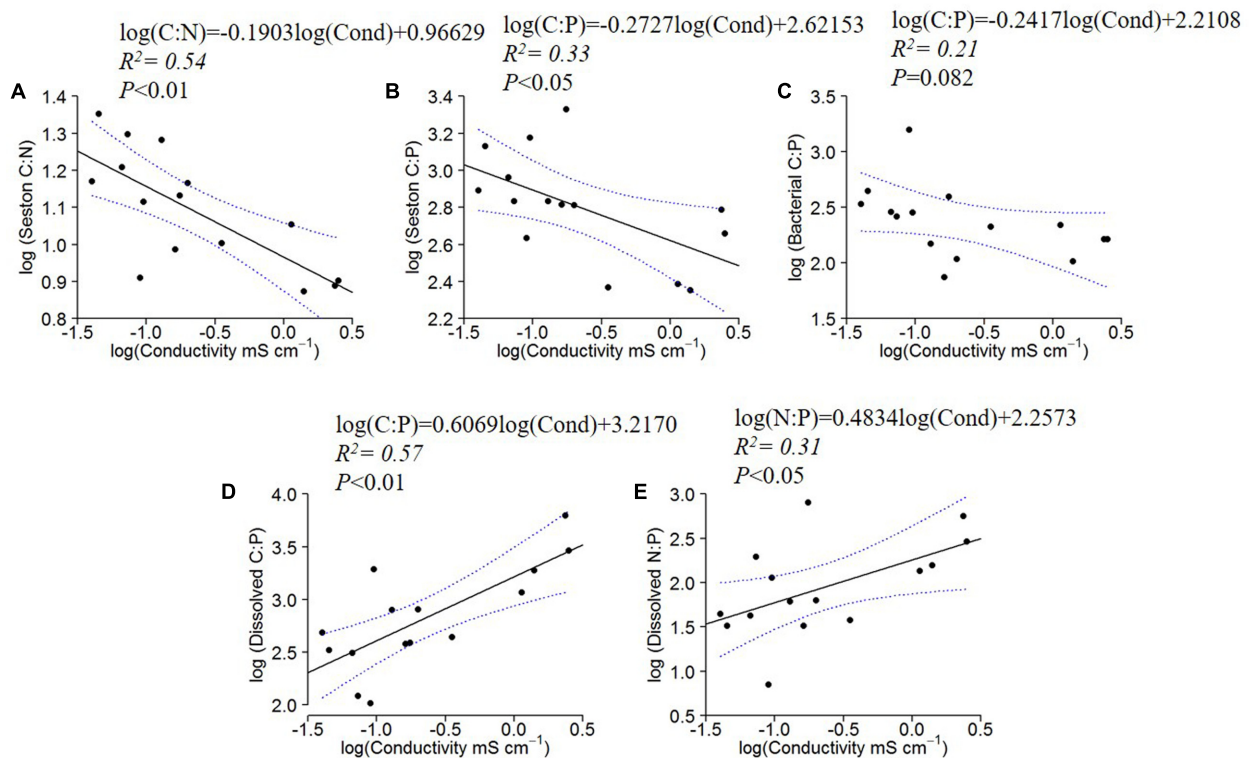 log(C:N)=-0.1903log(Cond)+0.96629
R²= 0.54
P<0.01
log(C:P)=-0.2727log(Cond)+2.62153
R²= 0.33
P<0.05
log(C:P)=-0.2417log(Cond)+2.2108
R²= 0.21
P=0.082
A
log (Seston C:N)
1.4
1.3
1.2
1.1
1.0
0.9
0.8
-1.5 -1.0 -0.5 0.0 0.5
log(Conductivity mS cm⁻¹)
B
log (Seston C:P)
3.4
3.2
3.0
2.8
2.6
2.4
2.2
-1.5 -1.0 -0.5 0.0 0.5
log(Conductivity mS cm⁻¹)
C
log (Bacterial C:P)
3.5
3.0
2.5
2.0
1.5
-1.5 -1.0 -0.5 0.0 0.5
log(Conductivity mS cm⁻¹)
log(C:P)=0.6069log(Cond)+3.2170
R²= 0.57
P<0.01
log(N:P)=0.4834log(Cond)+2.2573
R²= 0.31
P<0.05
D
log (Dissolved C:P)
4.0
3.5
3.0
2.5
2.0
-1.5 -1.0 -0.5 0.0 0.5
log(Conductivity mS cm⁻¹)
E
log (Dissolved N:P)
3.0
2.5
2.0
1.5
1.0
0.5
-1.5 -1.0 -0.5 0.0 0.5
log(Conductivity mS cm⁻¹)